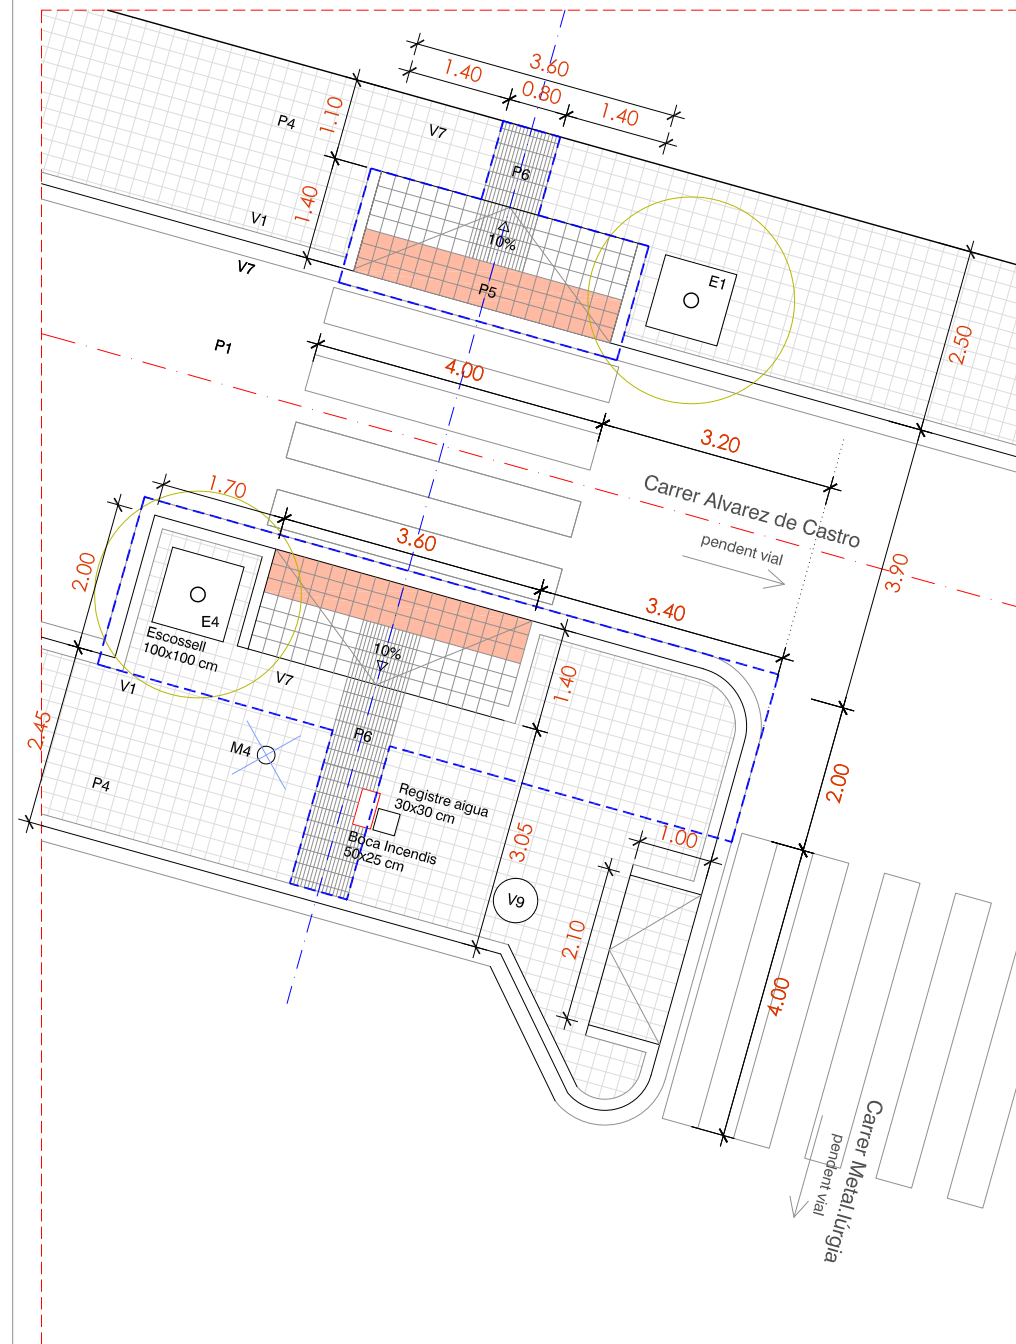 3.60
1.40
0.80
1.40
1.10
P4
V7
P6
1.40
V1
10%
E1
V7
P5
2.50
P1
4.00
3.20
Carrer Alvarez de Castro
pendent vial
1.70
3.60
3.90
2.00
3.40
E4
Escossell
100x100 cm
10%
V7
1.40
V1
2.45
M4
P6
P4
2.00
Registre aigua
30x30 cm
Boca Incendis
50x25 cm
3.05
1.00
V9
2.10
4.00
Carrer Metal.lúrgia
pendent vial